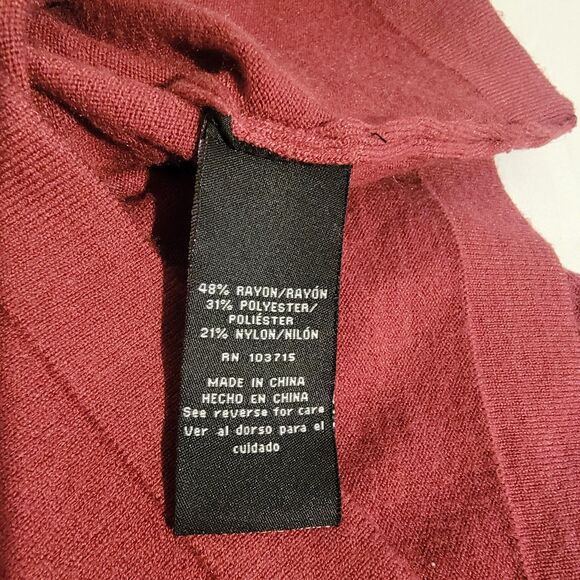 48% RAYON/RAYÓN
31% POLYESTER/
POLIÉSTER
21% NYLON/NILÓN
RN 103715
MADE IN CHINA
HECHO EN CHINA
See reverse for care
Ver al dorso para el
cuidado